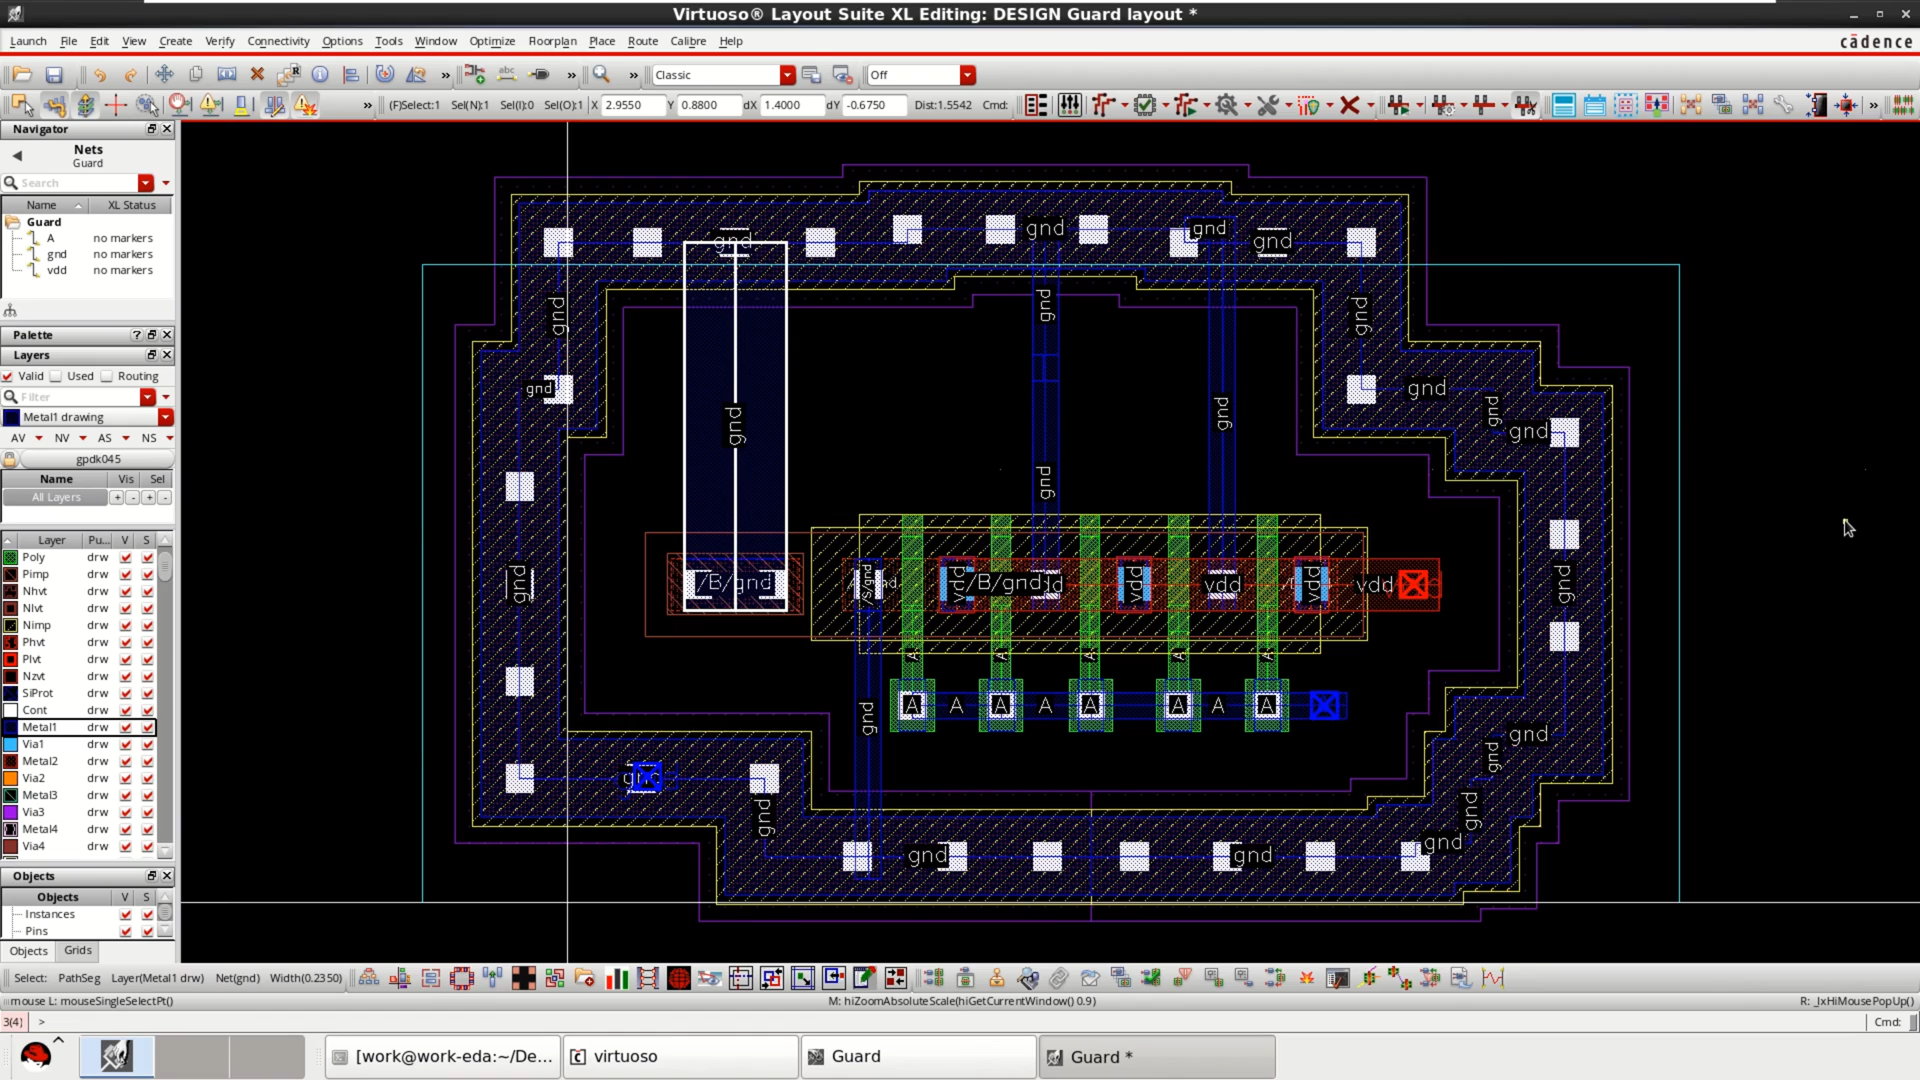 Virtuoso® Layout Suite XL Editing: DESIGN Guard layout *
Launch File Edit View Create Verify Connectivity Options Tools Window Optimize Floorplan Place Route Calibre Help
cādence
Classic
Off
(F)Select:1 Sel(N):1 Sel(I):0 Sel(O):1 X 2.9550 Y 0.8800 dX 1.4000 dY -0.6750 Dist:1.5542 Cmd:
Navigator
Nets
Guard
Search
Name XL Status
Guard
A no markers
gnd no markers
vdd no markers
Palette
Layers
Valid Used Routing
Filter
Metal1 drawing
AV NV AS NS
gpdk045
Name Vis Sel
All Layers + - + -
Layer Pu... V S
Poly drw
Pimp drw
Nhvt drw
Nlvt drw
Nimp drw
Phvt drw
Plvt drw
Nzvt drw
SiProt drw
Cont drw
Metal1 drw
Via1 drw
Metal2 drw
Via2 drw
Metal3 drw
Via3 drw
Metal4 drw
Via4 drw
Objects
Objects V S
Instances
Pins
Objects Grids
gnd gnd gnd gnd
gnd gnd gnd
gnd gnd
gnd gnd gnd
gnd
gnd
gnd
/B/gnd vdd /B/gnd vdd vdd vdd vdd
gnd gnd
A A A A A
A A A A A A A A
gnd
gnd gnd
gnd
gnd gnd
gnd gnd gnd
Select: PathSeg Layer(Metal1 drw) Net(gnd) Width(0.2350)
mouse L: mouseSingleSelectPt() M: hiZoomAbsoluteScale(hiGetCurrentWindow() 0.9) R: _lxHiMousePopUp()
3(4) > Cmd:
[work@work-eda:~/De... virtuoso Guard Guard *